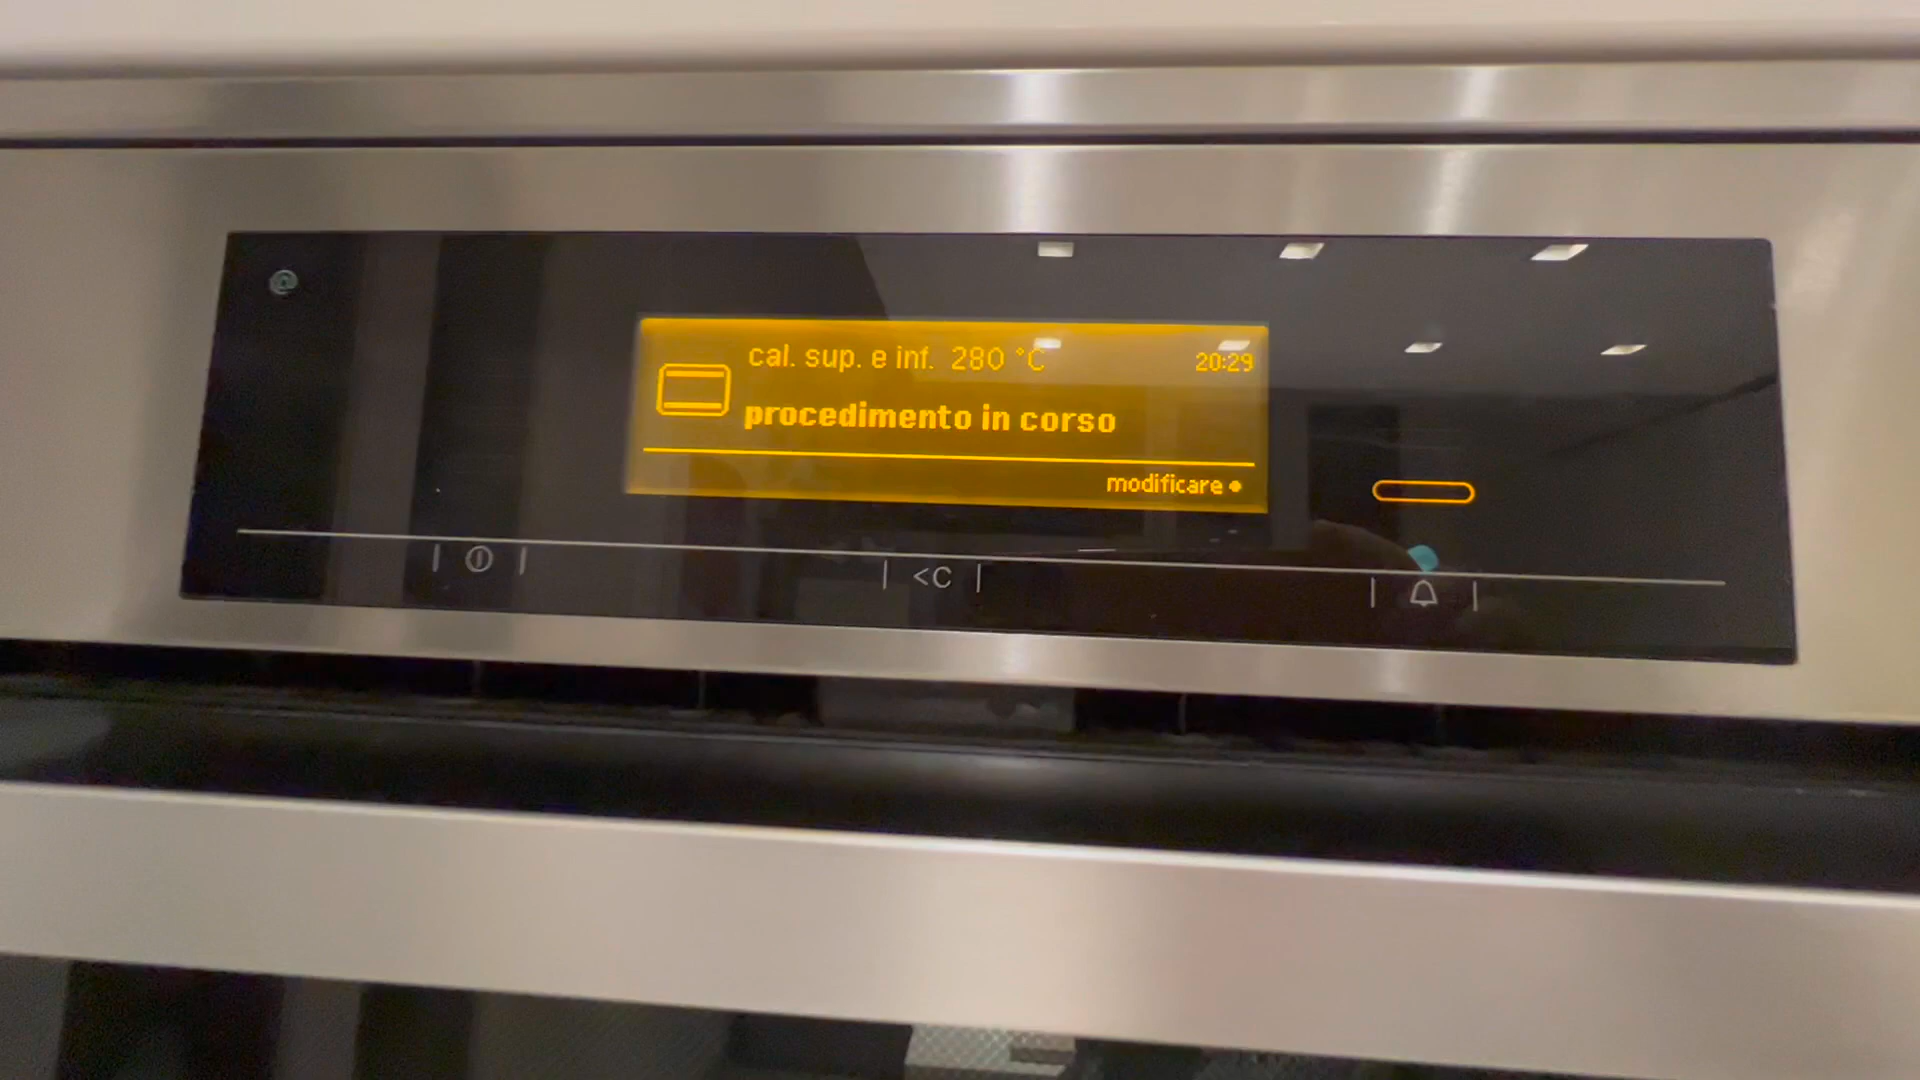 cal. sup. e inf. 280 °C 20:29
procedimento in corso
modificare •
<C